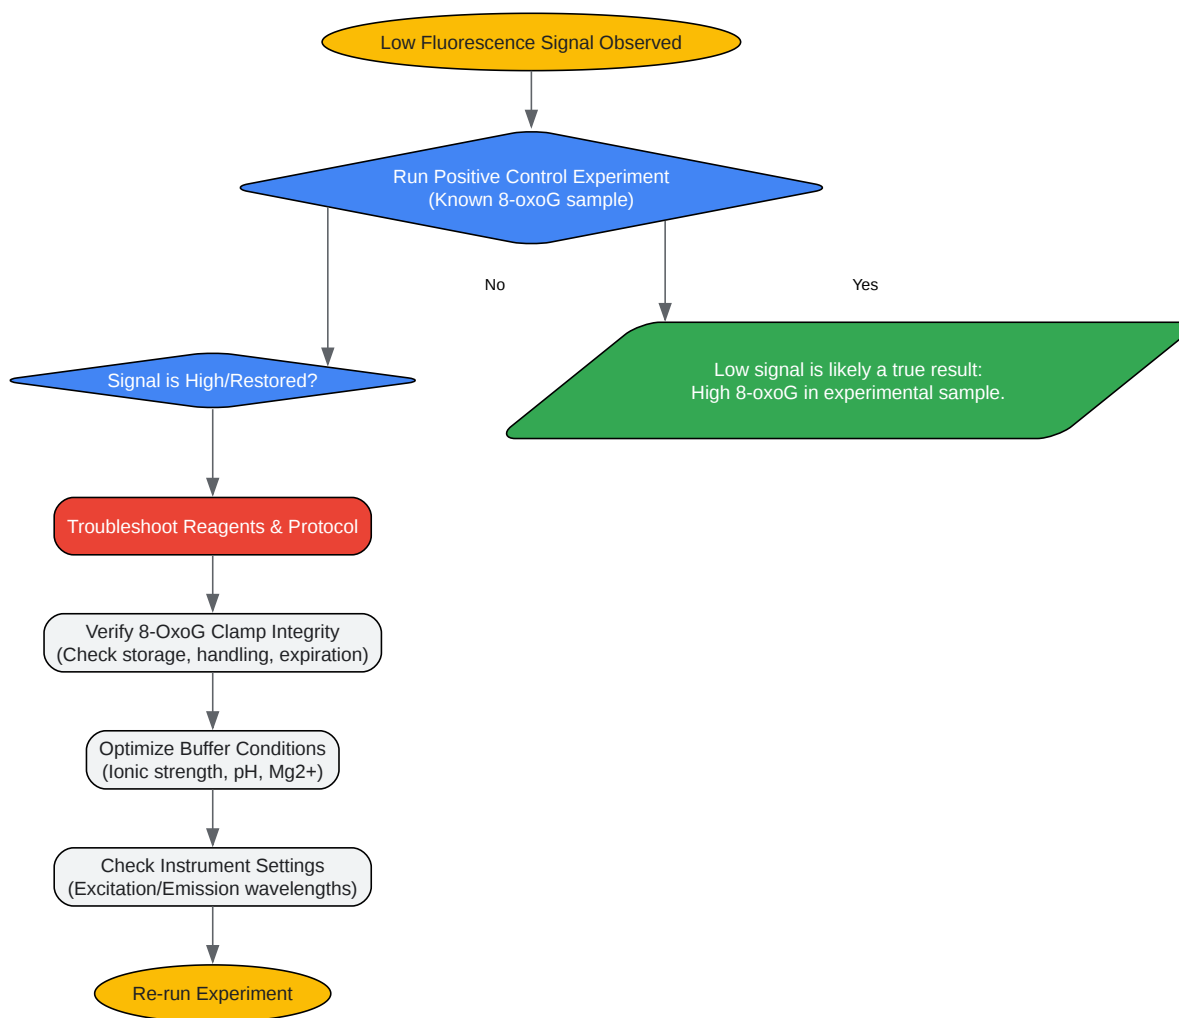 Low Fluorescence Signal Observed
Run Positive Control Experiment
(Known 8-oxoG sample)
No
Yes
Signal is High/Restored?
Low signal is likely a true result:
High 8-oxoG in experimental sample.
Troubleshoot Reagents & Protocol
Verify 8-OxoG Clamp Integrity
(Check storage, handling, expiration)
Optimize Buffer Conditions
(Ionic strength, pH, Mg2+)
Check Instrument Settings
(Excitation/Emission wavelengths)
Re-run Experiment